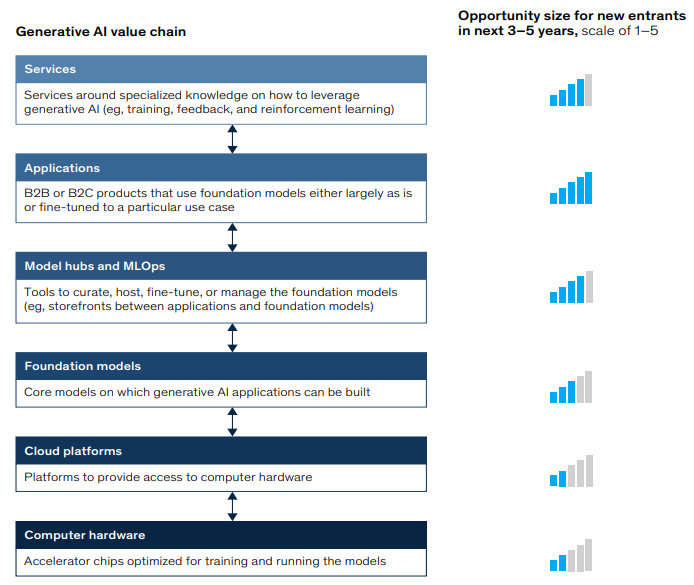 Generative AI value chain
Opportunity size for new entrants
in next 3–5 years, scale of 1–5
Services
Services around specialized knowledge on how to leverage
generative AI (eg, training, feedback, and reinforcement learning)
Applications
B2B or B2C products that use foundation models either largely as is
or fine-tuned to a particular use case
Model hubs and MLOps
Tools to curate, host, fine-tune, or manage the foundation models
(eg, storefronts between applications and foundation models)
Foundation models
Core models on which generative AI applications can be built
Cloud platforms
Platforms to provide access to computer hardware
Computer hardware
Accelerator chips optimized for training and running the models